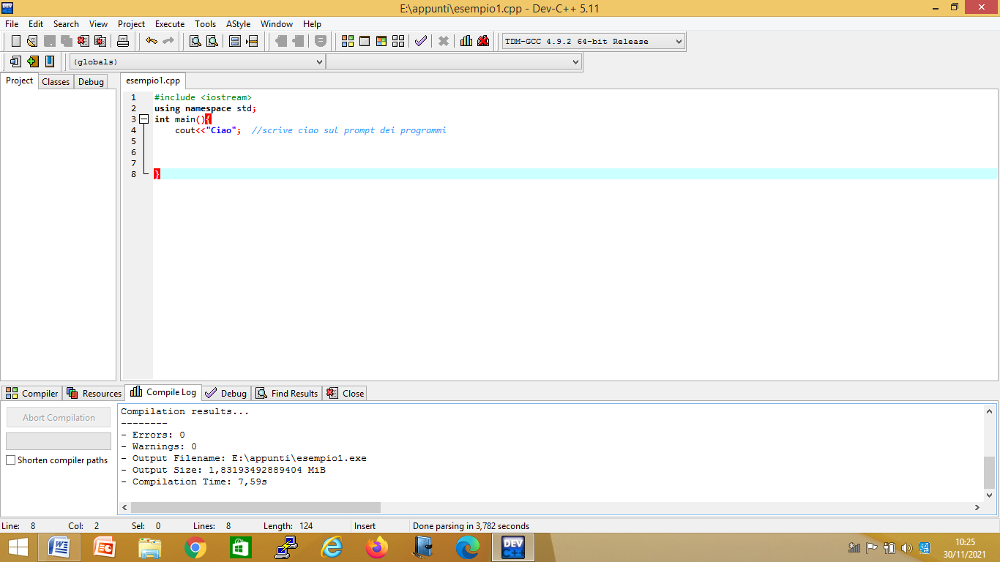 E:\appunti\esempio1.cpp - Dev-C++ 5.11
File Edit Search View Project Execute Tools AStyle Window Help
TDM-GCC 4.9.2 64-bit Release
(globals)
Project Classes Debug
esempio1.cpp
1 #include <iostream>
2 using namespace std;
3 int main(){
4 cout<<"Ciao"; //scrive ciao sul prompt dei programmi
5
6
7
8 }
Compiler Resources Compile Log Debug Find Results Close
Abort Compilation
Shorten compiler paths
Compilation results...
--------
- Errors: 0
- Warnings: 0
- Output Filename: E:\appunti\esempio1.exe
- Output Size: 1,83193492889404 MiB
- Compilation Time: 7,59s
Line: 8 Col: 2 Sel: 0 Lines: 8 Length: 124 Insert Done parsing in 3,782 seconds
DEV
C++
10:25
30/11/2021